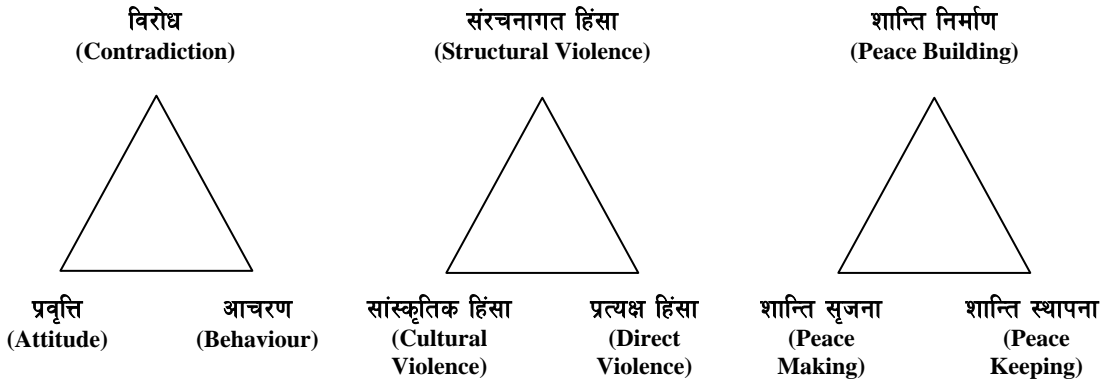 विरोध
(Contradiction)
संरचनागत हिंसा
(Structural Violence)
शान्ति निर्माण
(Peace Building)
प्रवृत्ति
(Attitude)
आचरण
(Behaviour)
सांस्कृतिक हिंसा
(Cultural
Violence)
प्रत्यक्ष हिंसा
(Direct
Violence)
शान्ति सृजना
(Peace
Making)
शान्ति स्थापना
(Peace
Keeping)